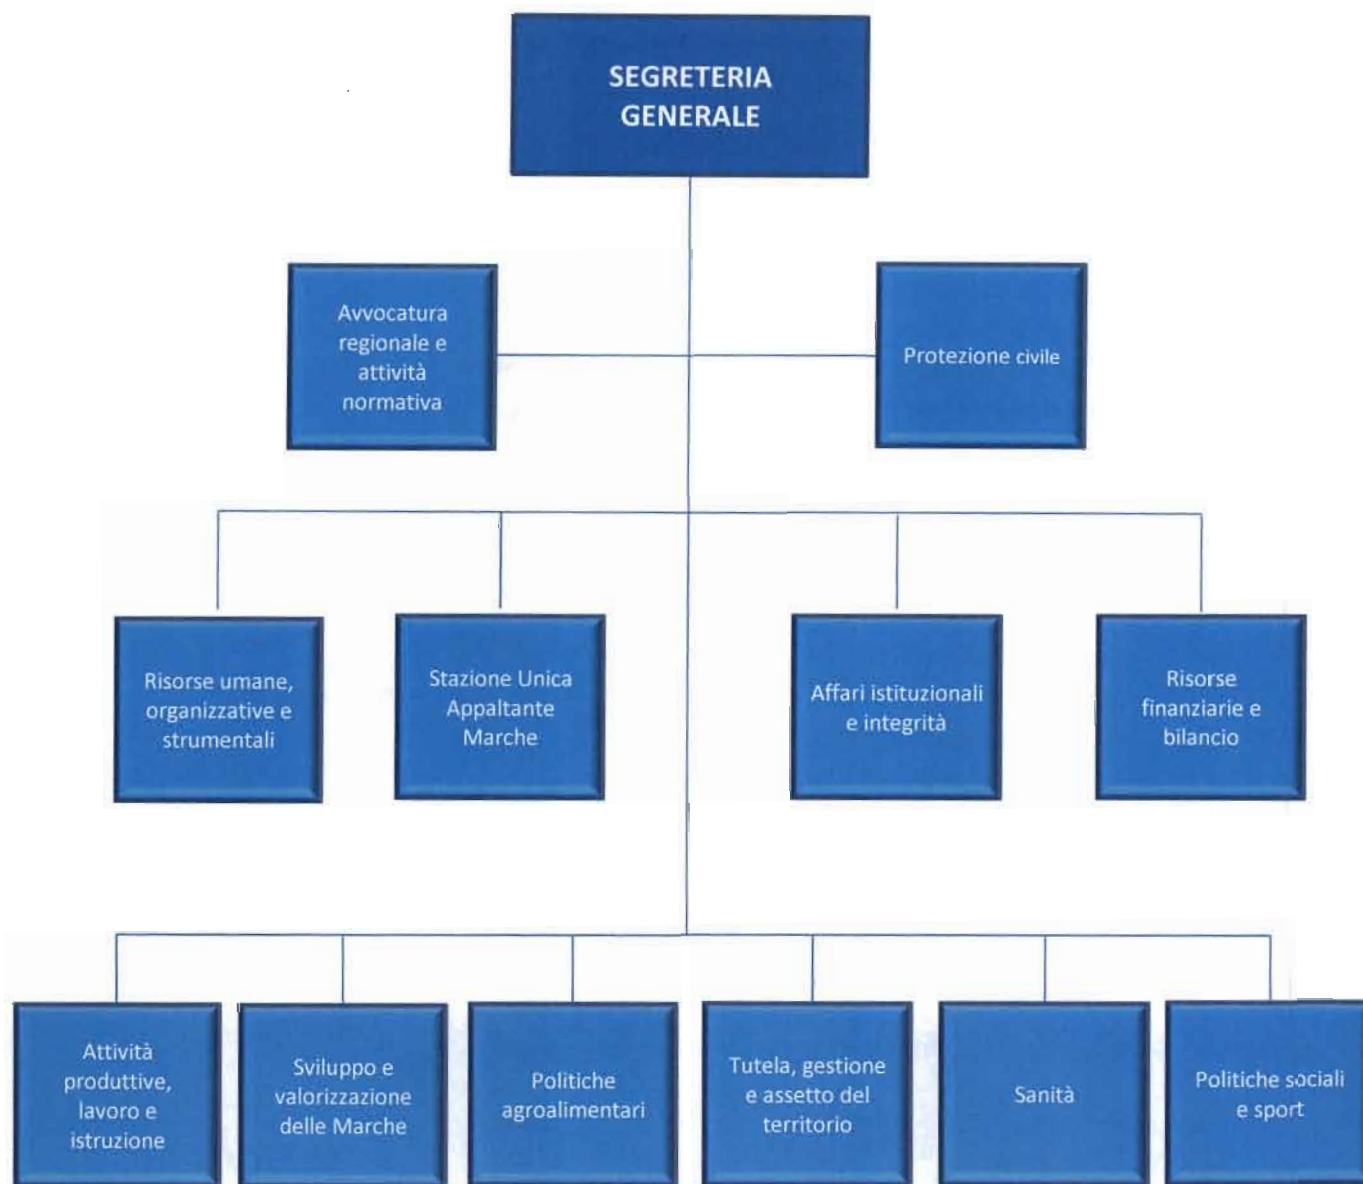 SEGRETERIA
GENERALE
Avvocatura
regionale e
attività
normativa
Protezione civile
Risorse umane,
organizzative e
strumentali
Stazione Unica
Appaltante
Marche
Affari istituzionali
e integrità
Risorse
finanziarie e
bilancio
Attività
produttive,
lavoro e
istruzione
Sviluppo e
valorizzazione
delle Marche
Politiche
agroalimentari
Tutela, gestione
e assetto del
territorio
Sanità
Politiche sociali
e sport